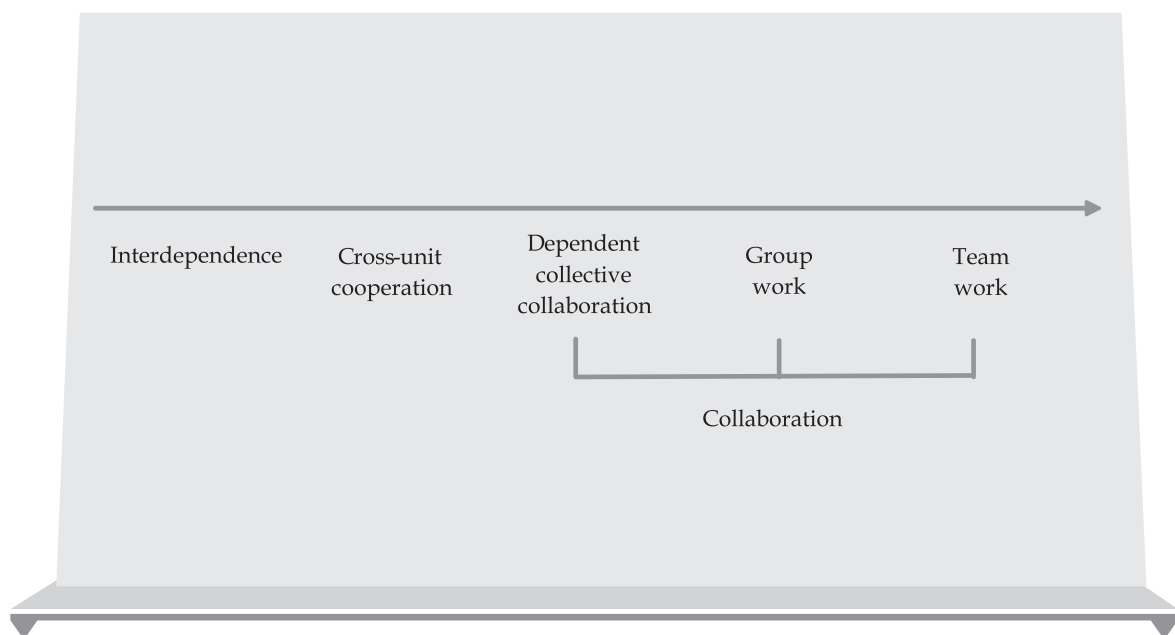 Interdependence
Cross-unit
cooperation
Dependent
collective
collaboration
Group
work
Team
work
Collaboration